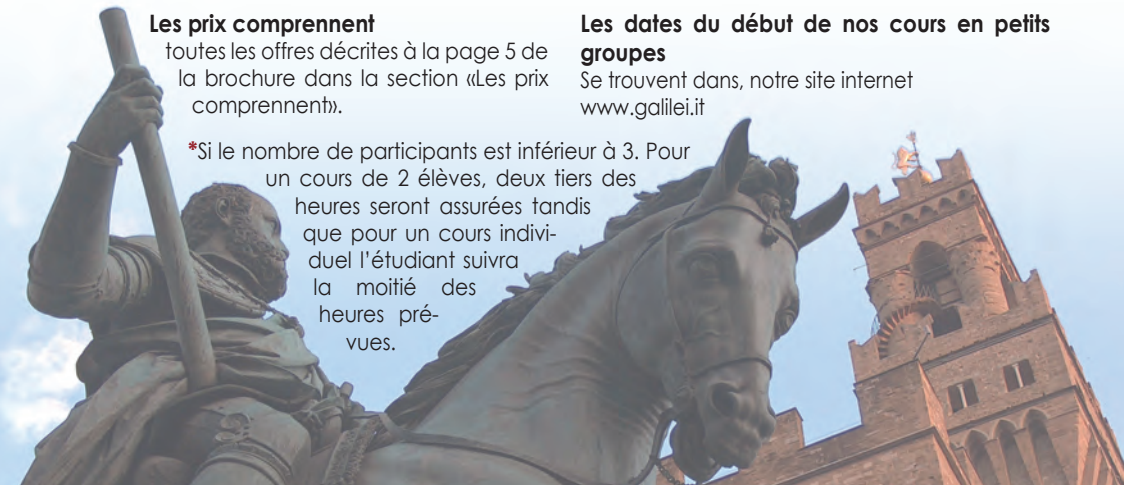 Les prix comprennent
toutes les offres décrites à la page 5 de
la brochure dans la section «Les prix
comprennent».
*Si le nombre de participants est inférieur à 3. Pour
un cours de 2 élèves, deux tiers des
heures seront assurées tandis
que pour un cours indivi-
duel l'étudiant suivra
la moitié des
heures pré-
vues.
Les dates du début de nos cours en petits
groupes
Se trouvent dans, notre site internet
www.galilei.it